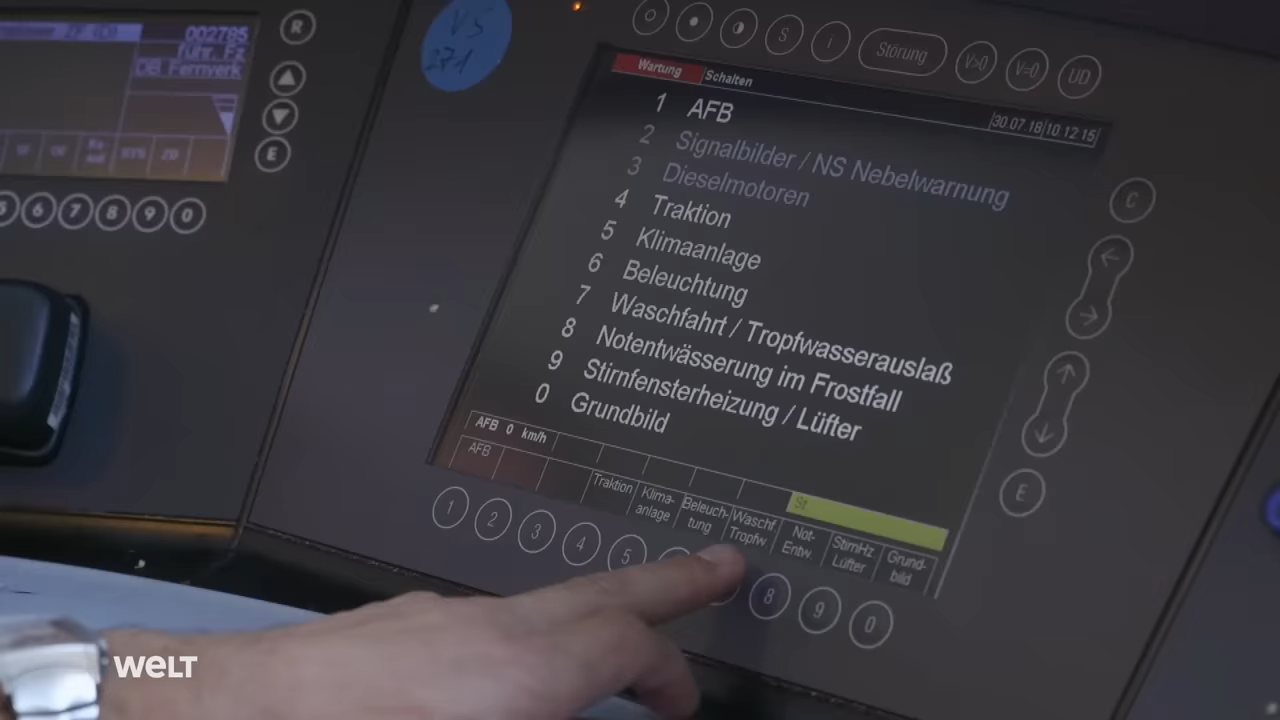 002785
führ. Fz
DB Fernverk
R
E
5 6 7 8 9 0
VS
271
S
i
Störung
V>0
V=0
UD
Wartung
Schalten
30.07.18 10:12:15
1 AFB
2 Signalbilder / NS Nebelwarnung
3 Dieselmotoren
4 Traktion
5 Klimaanlage
6 Beleuchtung
7 Waschfahrt / Tropfwasserauslaß
8 Notentwässerung im Frostfall
9 Stirnfensterheizung / Lüfter
0 Grundbild
AFB 0 km/h
St
AFB
Traktion
Klima-
anlage
Beleuch-
tung
Waschf
Tropfw
Not-
Entw
StirnHz
Lüfter
Grund-
bild
C
E
1 2 3 4 5 8 9 0
WELT